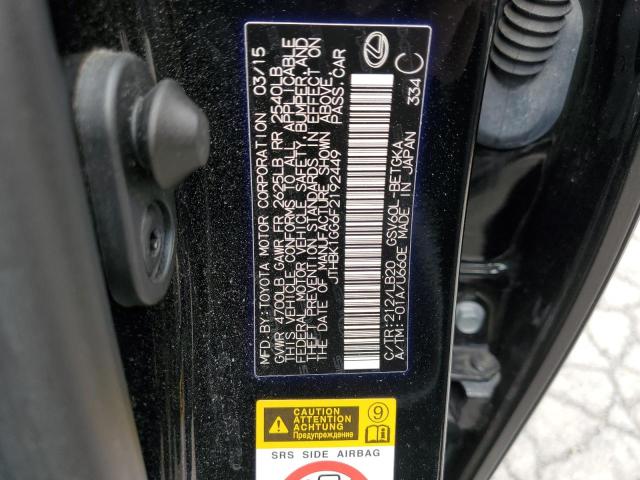 MFD.BY:TOYOTA MOTOR CORPORATION 03/15
GVWR 4700LB GAWR FR 2625LB RR 2540LB
THIS VEHICLE CONFORMS TO ALL APPLICABLE
FEDERAL MOTOR VEHICLE SAFETY, BUMPER, AND
THEFT PREVENTION STANDARDS IN EFFECT ON
THE DATE OF MANUFACTURE SHOWN ABOVE.
JTHBK1GG6F2192449 PASS.CAR
C/TR:212/LB20 GSV60L-BETGKA
A/TM:-01A/U660E MADE IN JAPAN
334 C
CAUTION
ATTENTION
ACHTUNG
Предупреждение
9
SRS SIDE AIRBAG